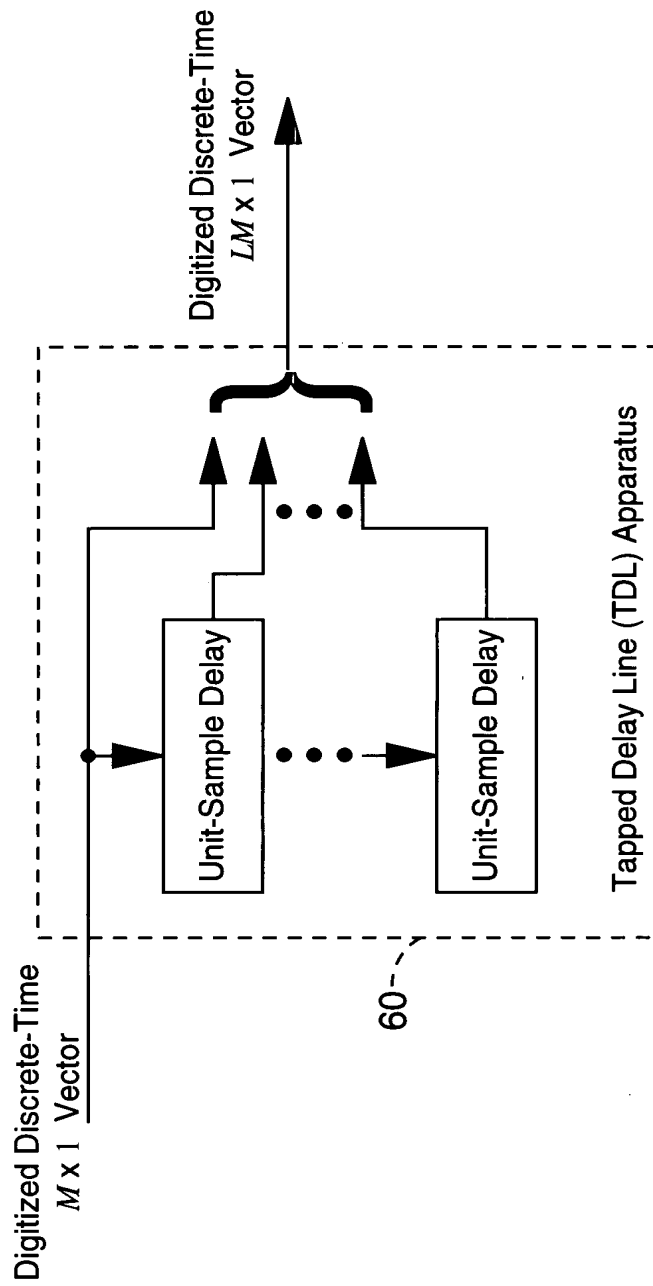 Digitized Discrete-Time
M x 1 Vector
Digitized Discrete-Time
LM x 1 Vector
Unit-Sample Delay
Unit-Sample Delay
60
Tapped Delay Line (TDL) Apparatus